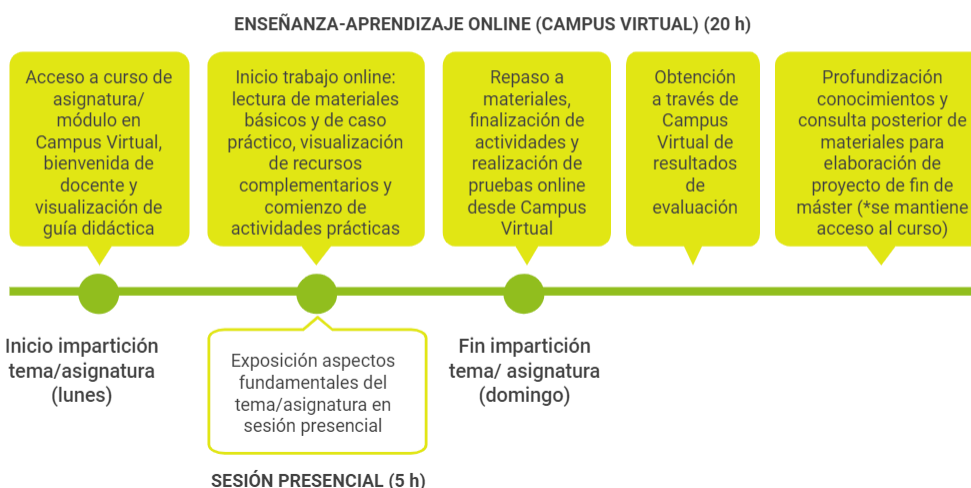 ENSEÑANZA-APRENDIZAJE ONLINE (CAMPUS VIRTUAL) (20 h)
Acceso a curso de
asignatura/
módulo en
Campus Virtual,
bienvenida de
docente y
visualización de
guía didáctica
Inicio trabajo online:
lectura de materiales
básicos y de caso
práctico, visualización
de recursos
complementarios y
comienzo de
actividades prácticas
Repaso a
materiales,
finalización de
actividades y
realización de
pruebas online
desde Campus
Virtual
Obtención
a través de
Campus
Virtual de
resultados
de
evaluación
Profundización
conocimientos y
consulta posterior de
materiales para
elaboración de
proyecto de fin de
máster (*se mantiene
acceso al curso)
Inicio impartición
tema/asignatura
(lunes)
Exposición aspectos
fundamentales del
tema/asignatura en
sesión presencial
Fin impartición
tema/ asignatura
(domingo)
SESIÓN PRESENCIAL (5 h)